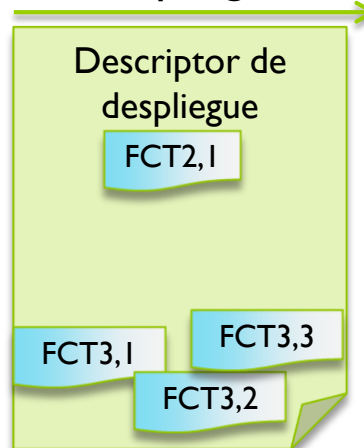 Descriptor de
despliegue
FCT2,1
FCT3,1
FCT3,3
FCT3,2